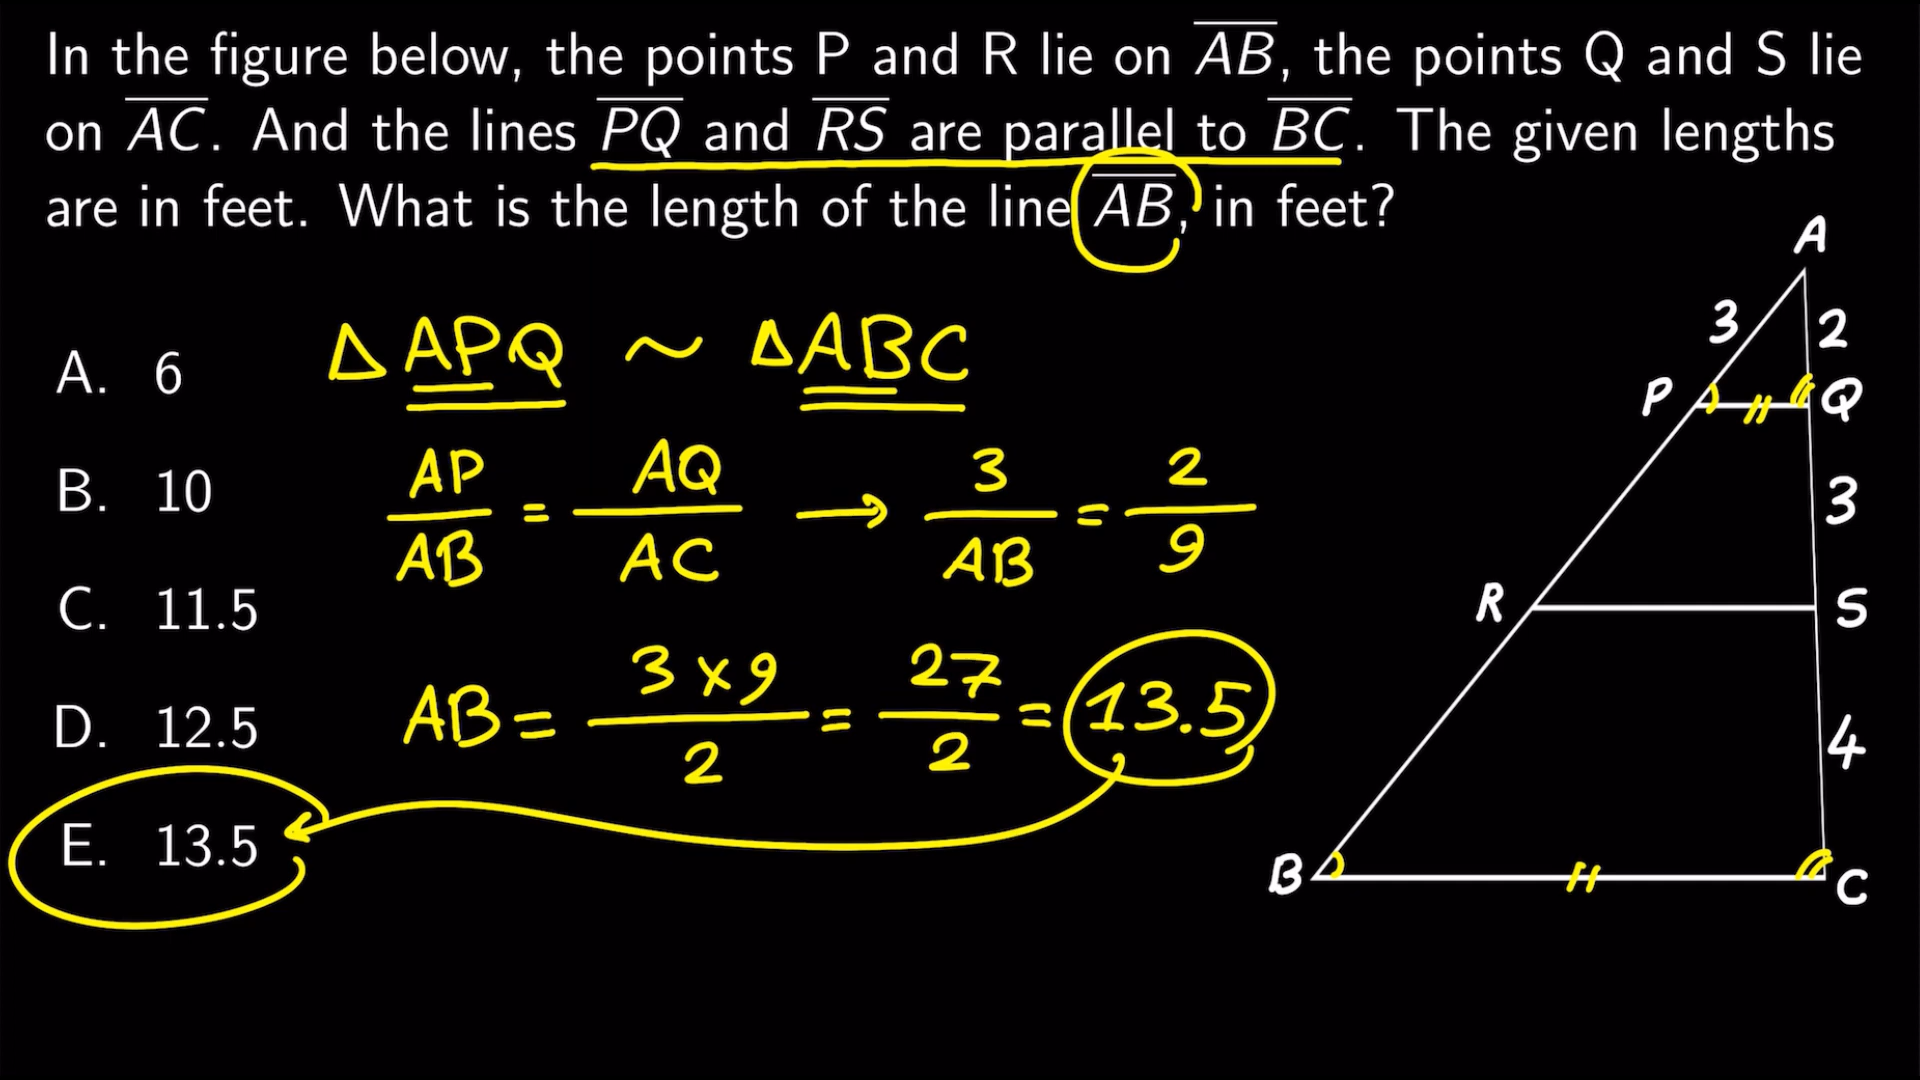 In the figure below, the points P and R lie on AB, the points Q and S lie
on AC. And the lines PQ and RS are parallel to BC. The given lengths
are in feet. What is the length of the line AB, in feet?
A. 6
B. 10
C. 11.5
D. 12.5
E. 13.5
△APQ ~ △ABC
AP/AB = AQ/AC → 3/AB = 2/9
AB = 3 × 9/2 = 27/2 = 13.5
A
3 2
P Q
3
R S
4
B C